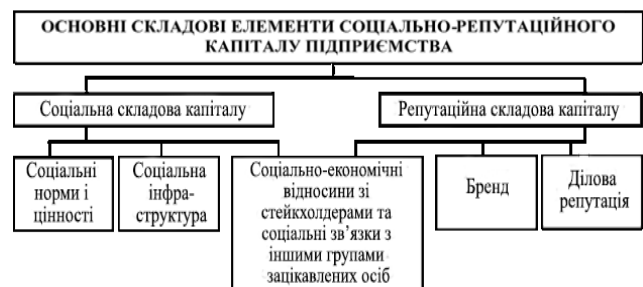 ОСНОВНІ СКЛАДОВІ ЕЛЕМЕНТИ СОЦІАЛЬНО-РЕПУТАЦІЙНОГО
КАПІТАЛУ ПІДПРИЄМСТВА
Соціальна складова капіталу
Репутаційна складова капіталу
Соціальні
норми і
цінності
Соціальна
інфра-
структура
Соціально-економічні
відносини зі
стейкхолдерами та
соціальні зв’язки з
іншими групами
зацікавлених осіб
Бренд
Ділова
репутація